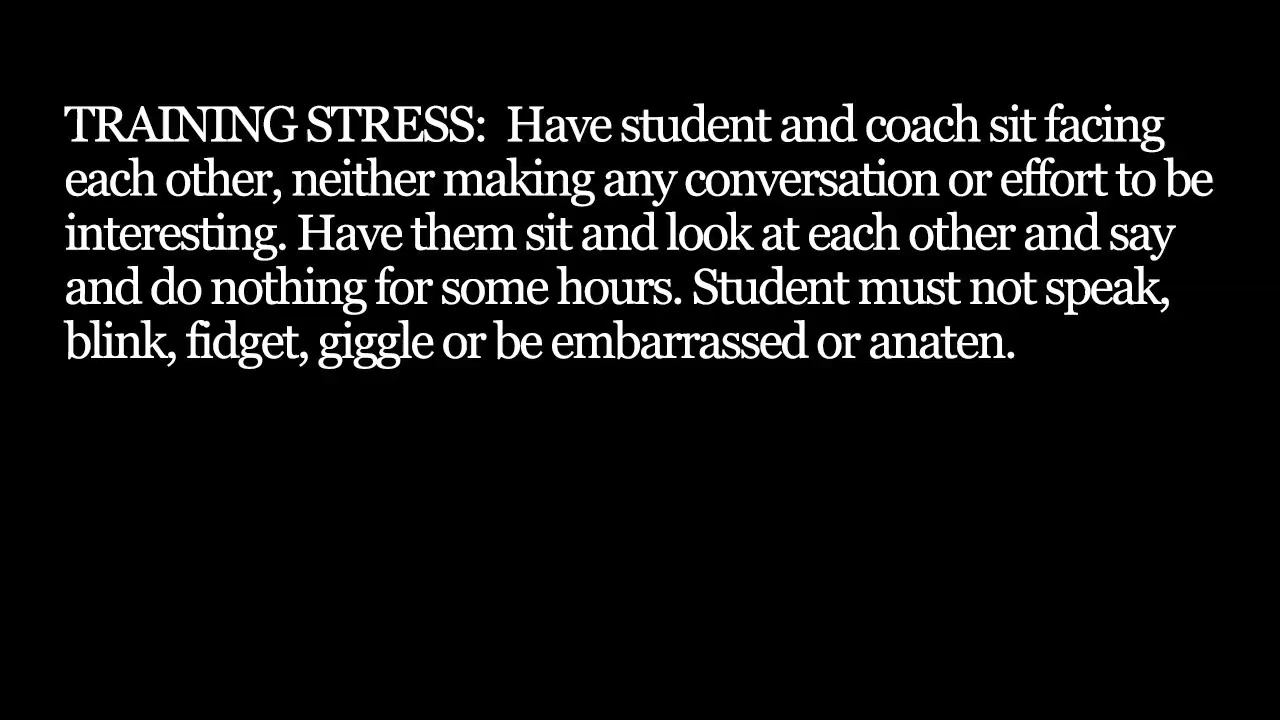 TRAINING STRESS:  Have student and coach sit facing
each other, neither making any conversation or effort to be
interesting. Have them sit and look at each other and say
and do nothing for some hours. Student must not speak,
blink, fidget, giggle or be embarrassed or anaten.